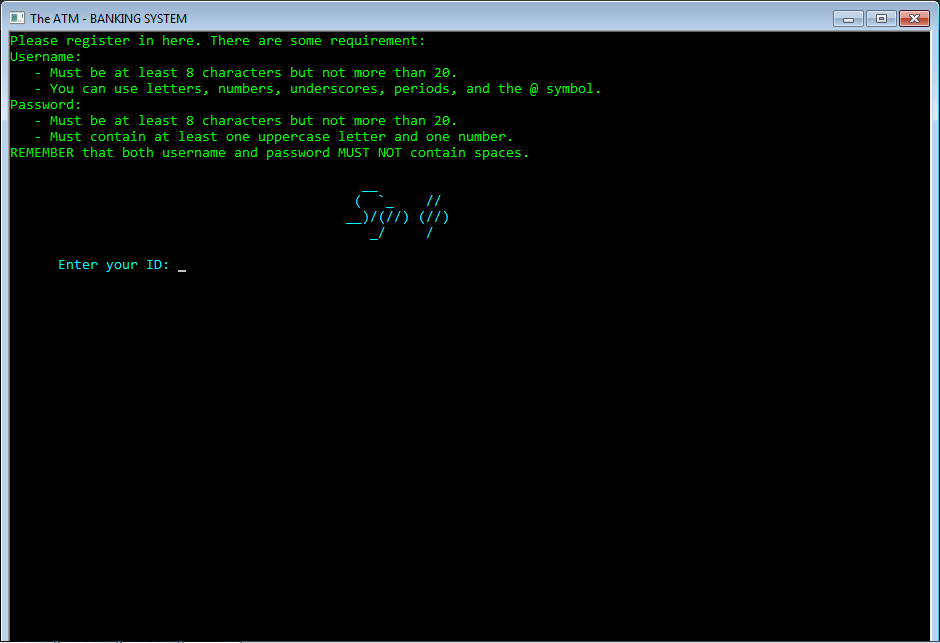 The ATM - BANKING SYSTEM
Please register in here. There are some requirement:
Username:
- Must be at least 8 characters but not more than 20.
- You can use letters, numbers, underscores, periods, and the @ symbol.
Password:
- Must be at least 8 characters but not more than 20.
- Must contain at least one uppercase letter and one number.
REMEMBER that both username and password MUST NOT contain spaces.
Enter your ID: _